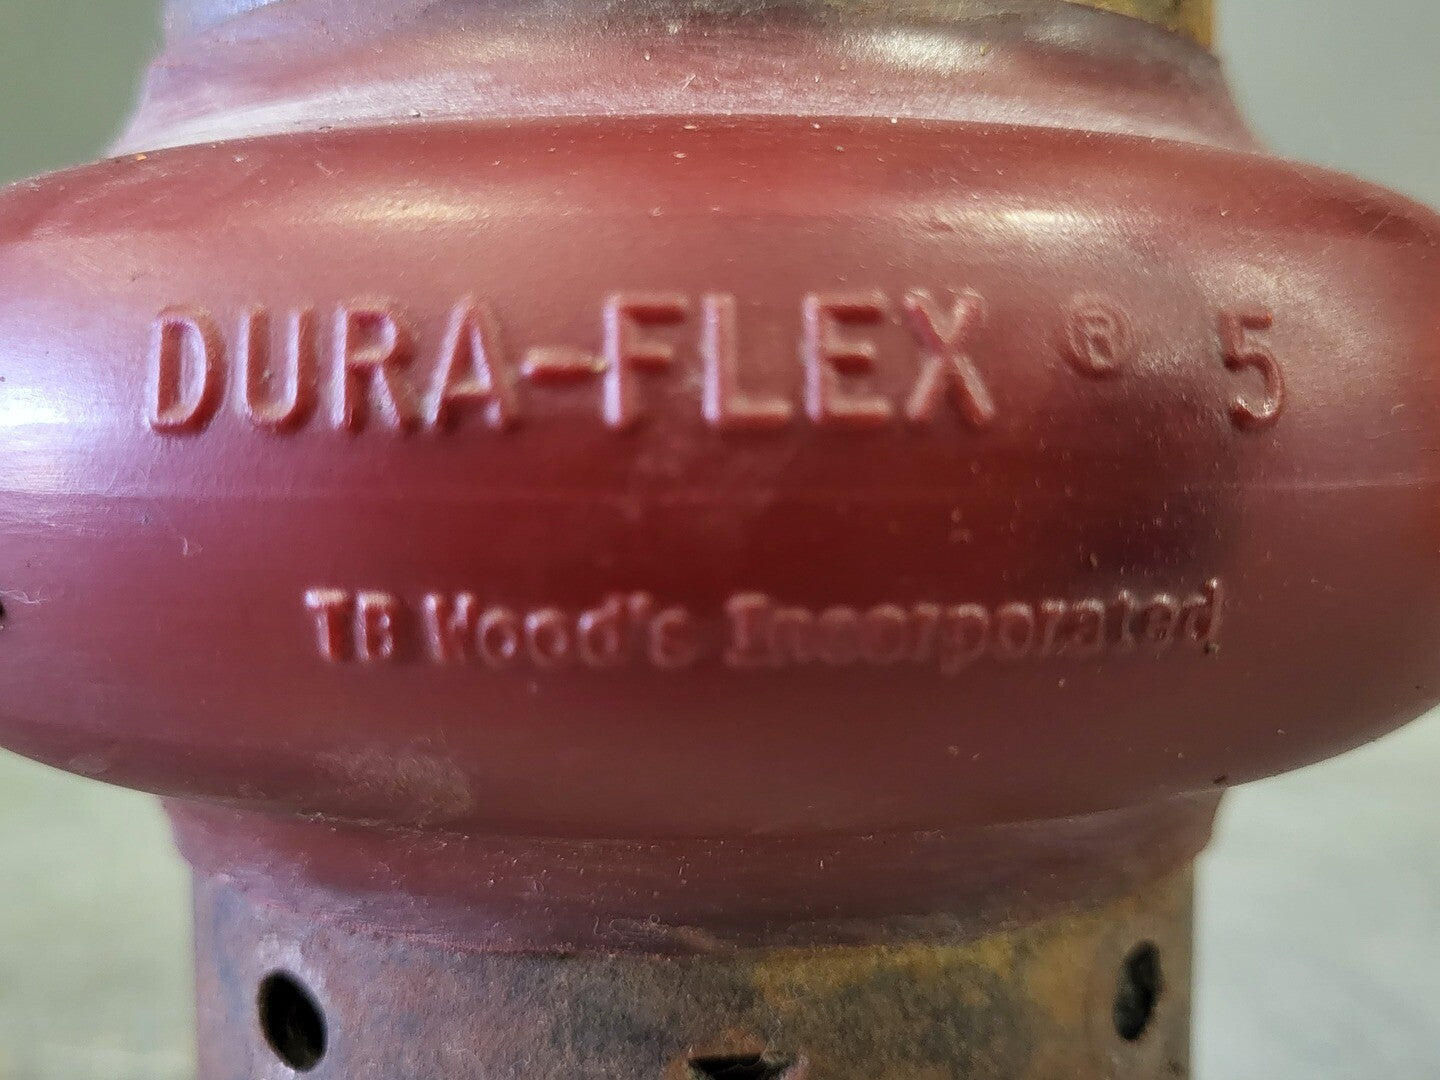 DURA-FLEX ® 5
TB Wood's Incorporated